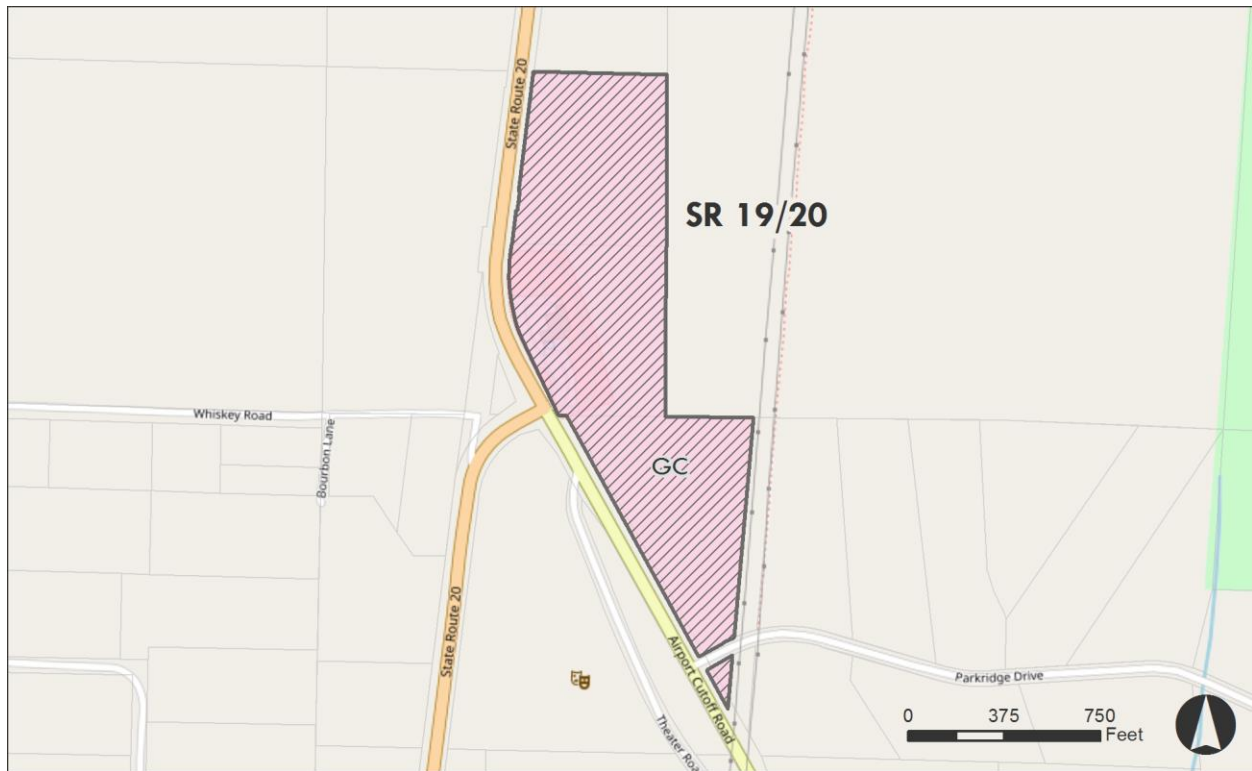 State Route 20
SR 19/20
Whiskey Road
Bourbon Lane
GC
State Route 20
Airport Cutoff Road
Parkridge Drive
Theater Roa
0 375 750
Feet